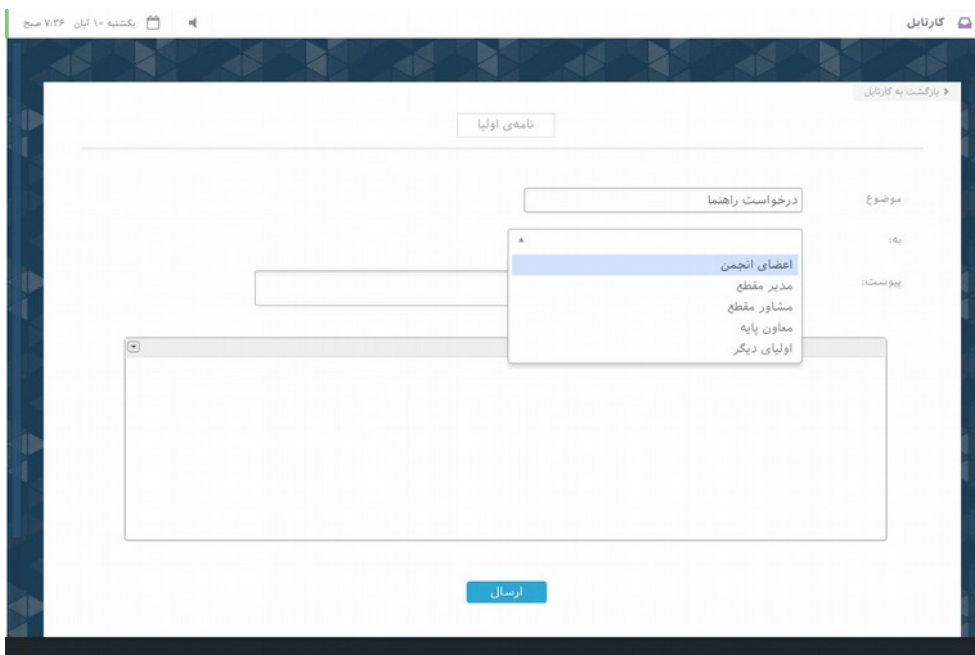 کارتابل
یکشنبه ۱۰ آبان ۷:۳۶ صبح
بازگشت به کارتابل
نامه‌ی اولیا
موضوع
درخواست راهنما
به:
اعضای انجمن
مدیر مقطع
مشاور مقطع
معاون پایه
اولیای دیگر
پیوست:
ارسال